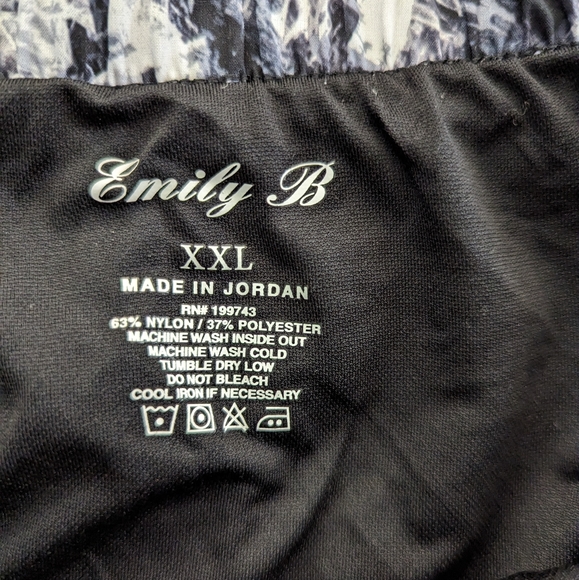 Emily B
XXL
MADE IN JORDAN
RN# 199743
63% NYLON / 37% POLYESTER
MACHINE WASH INSIDE OUT
MACHINE WASH COLD
TUMBLE DRY LOW
DO NOT BLEACH
COOL IRON IF NECESSARY